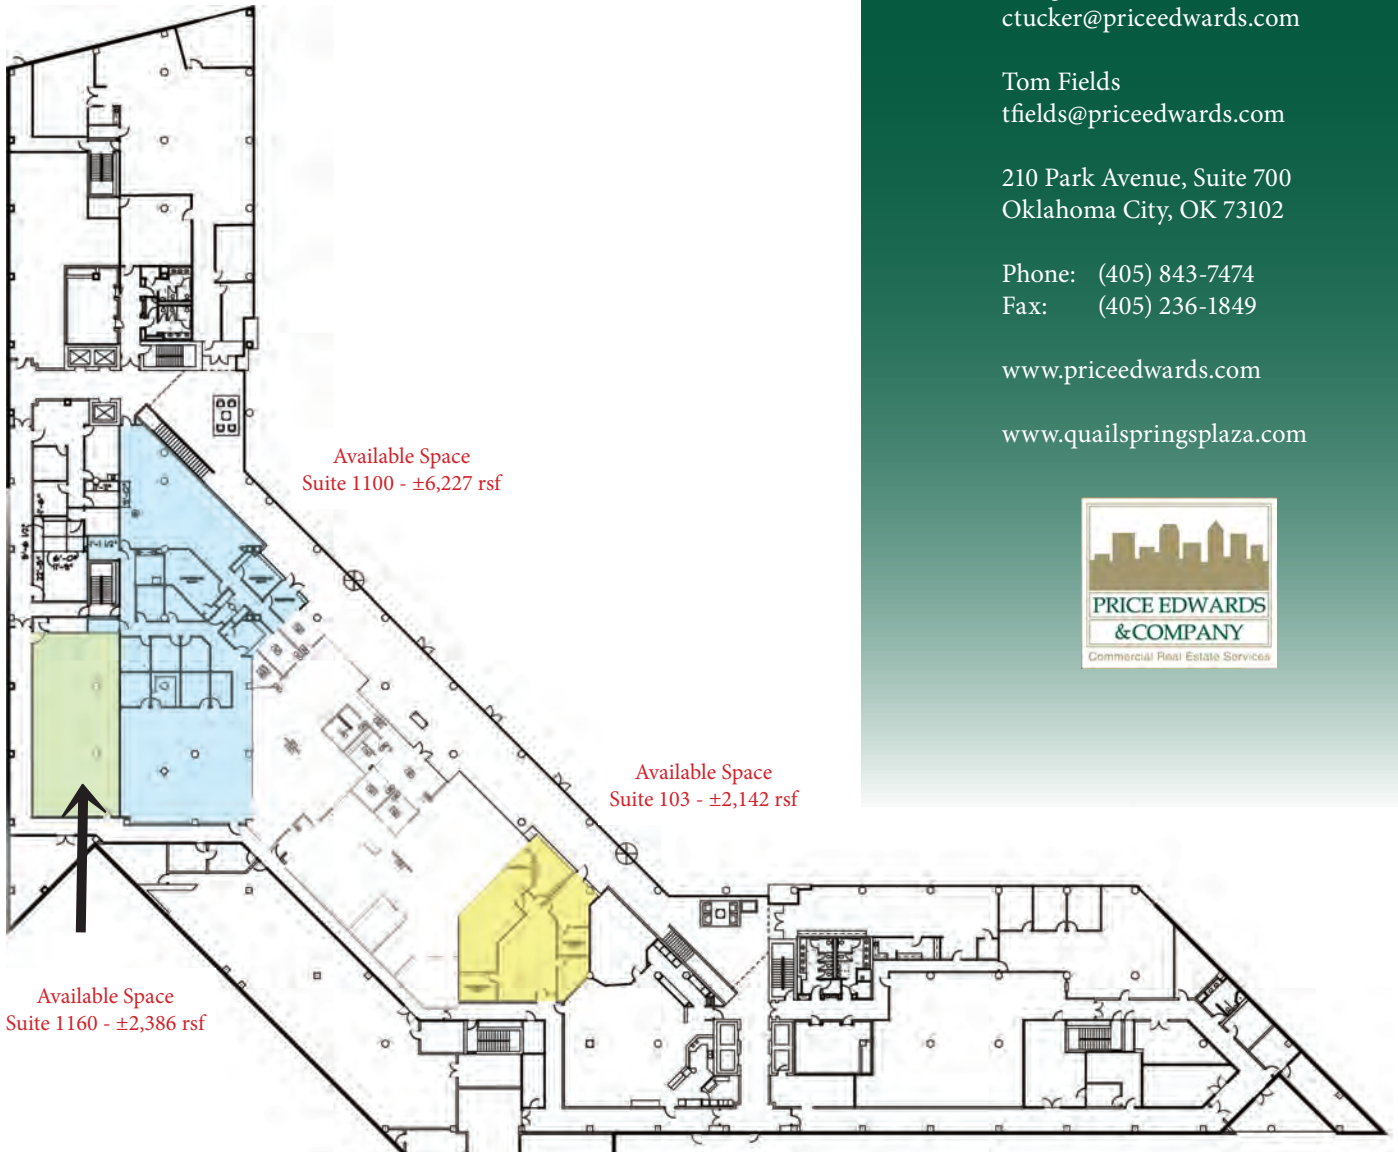 ctucker@priceedwards.com
Tom Fields
tfields@priceedwards.com
210 Park Avenue, Suite 700
Oklahoma City, OK 73102
Phone: (405) 843-7474
Fax: (405) 236-1849
www.priceedwards.com
www.quailspringsplaza.com
PRICE EDWARDS
&COMPANY
Commercial Real Estate Services
Available Space
Suite 1100 - ±6,227 rsf
Available Space
Suite 103 - ±2,142 rsf
Available Space
Suite 1160 - ±2,386 rsf